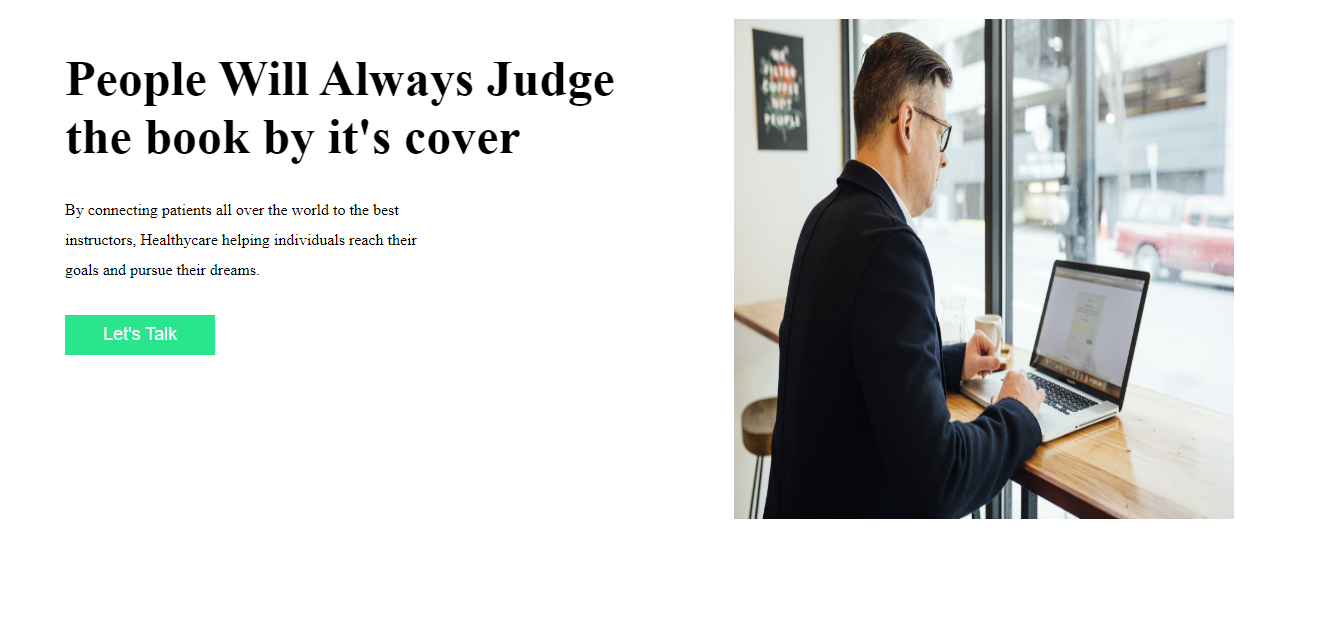 People Will Always Judge
the book by it's cover
By connecting patients all over the world to the best
instructors, Healthycare helping individuals reach their
goals and pursue their dreams.
Let's Talk
WE
FILTER
COFFEE
NOT
PEOPLE